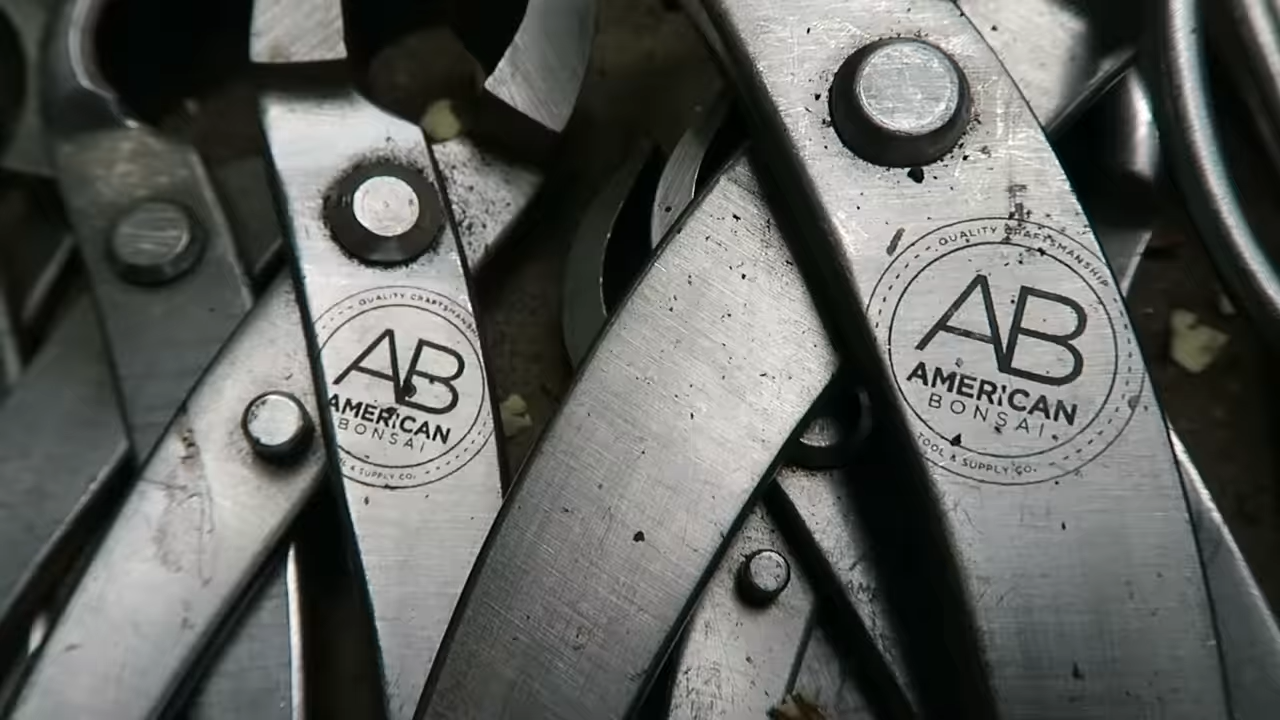 QUALITY CRAFTSMANSHIP
AB
AMERICAN
BONSAI
TOOL & SUPPLY CO.
QUALITY CRAFTSMANSHIP
AB
AMERICAN
BONSAI
TOOL & SUPPLY CO.